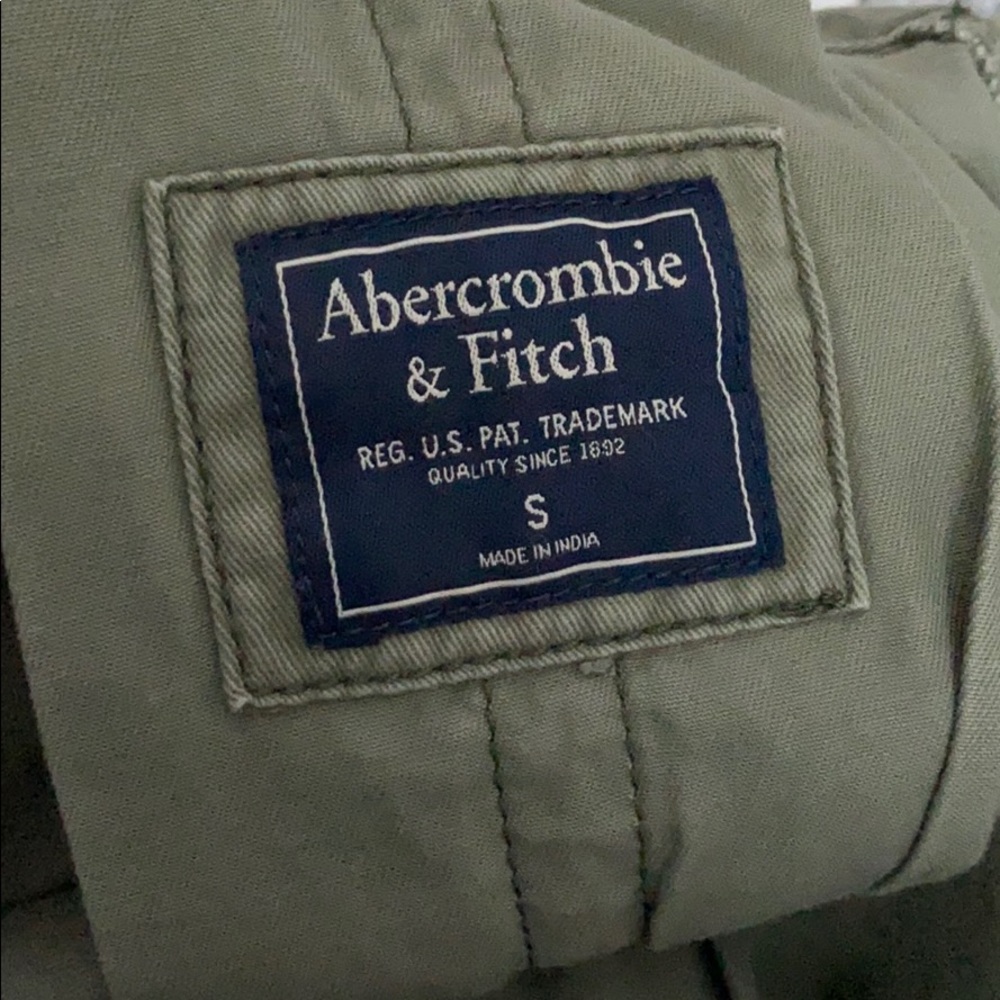 Abercrombie
& Fitch
REG. U.S. PAT. TRADEMARK
QUALITY SINCE 1892
S
MADE IN INDIA